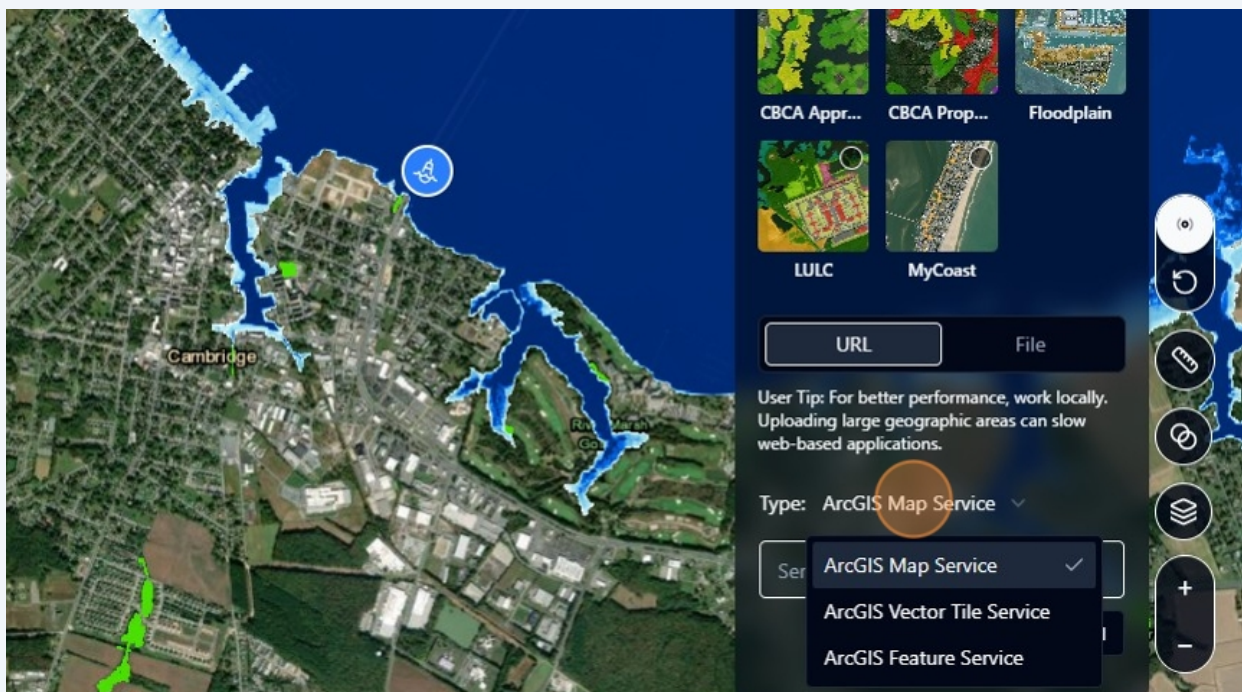 CBCA Appr...
CBCA Prop...
Floodplain
LULC
MyCoast
Cambridge
URL
File
User Tip: For better performance, work locally.
Uploading large geographic areas can slow
web-based applications.
Type: ArcGIS Map Service
Ser
ArcGIS Map Service
ArcGIS Vector Tile Service
ArcGIS Feature Service
+
−